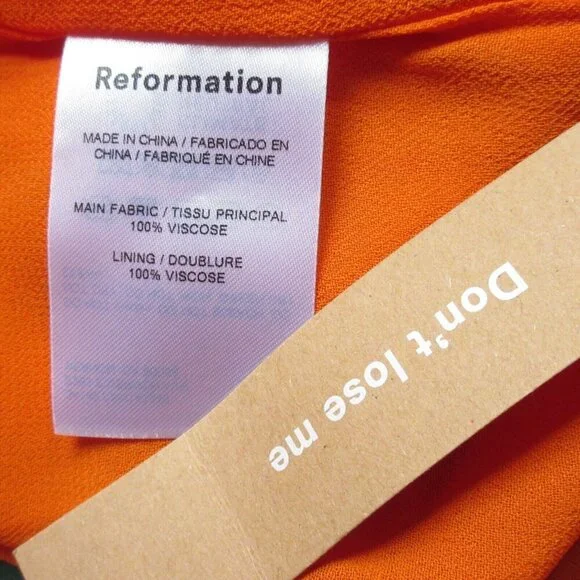 Reformation
MADE IN CHINA / FABRICADO EN
CHINA / FABRIQUÉ EN CHINE
MAIN FABRIC / TISSU PRINCIPAL
100% VISCOSE
LINING / DOUBLURE
100% VISCOSE
Don't lose me